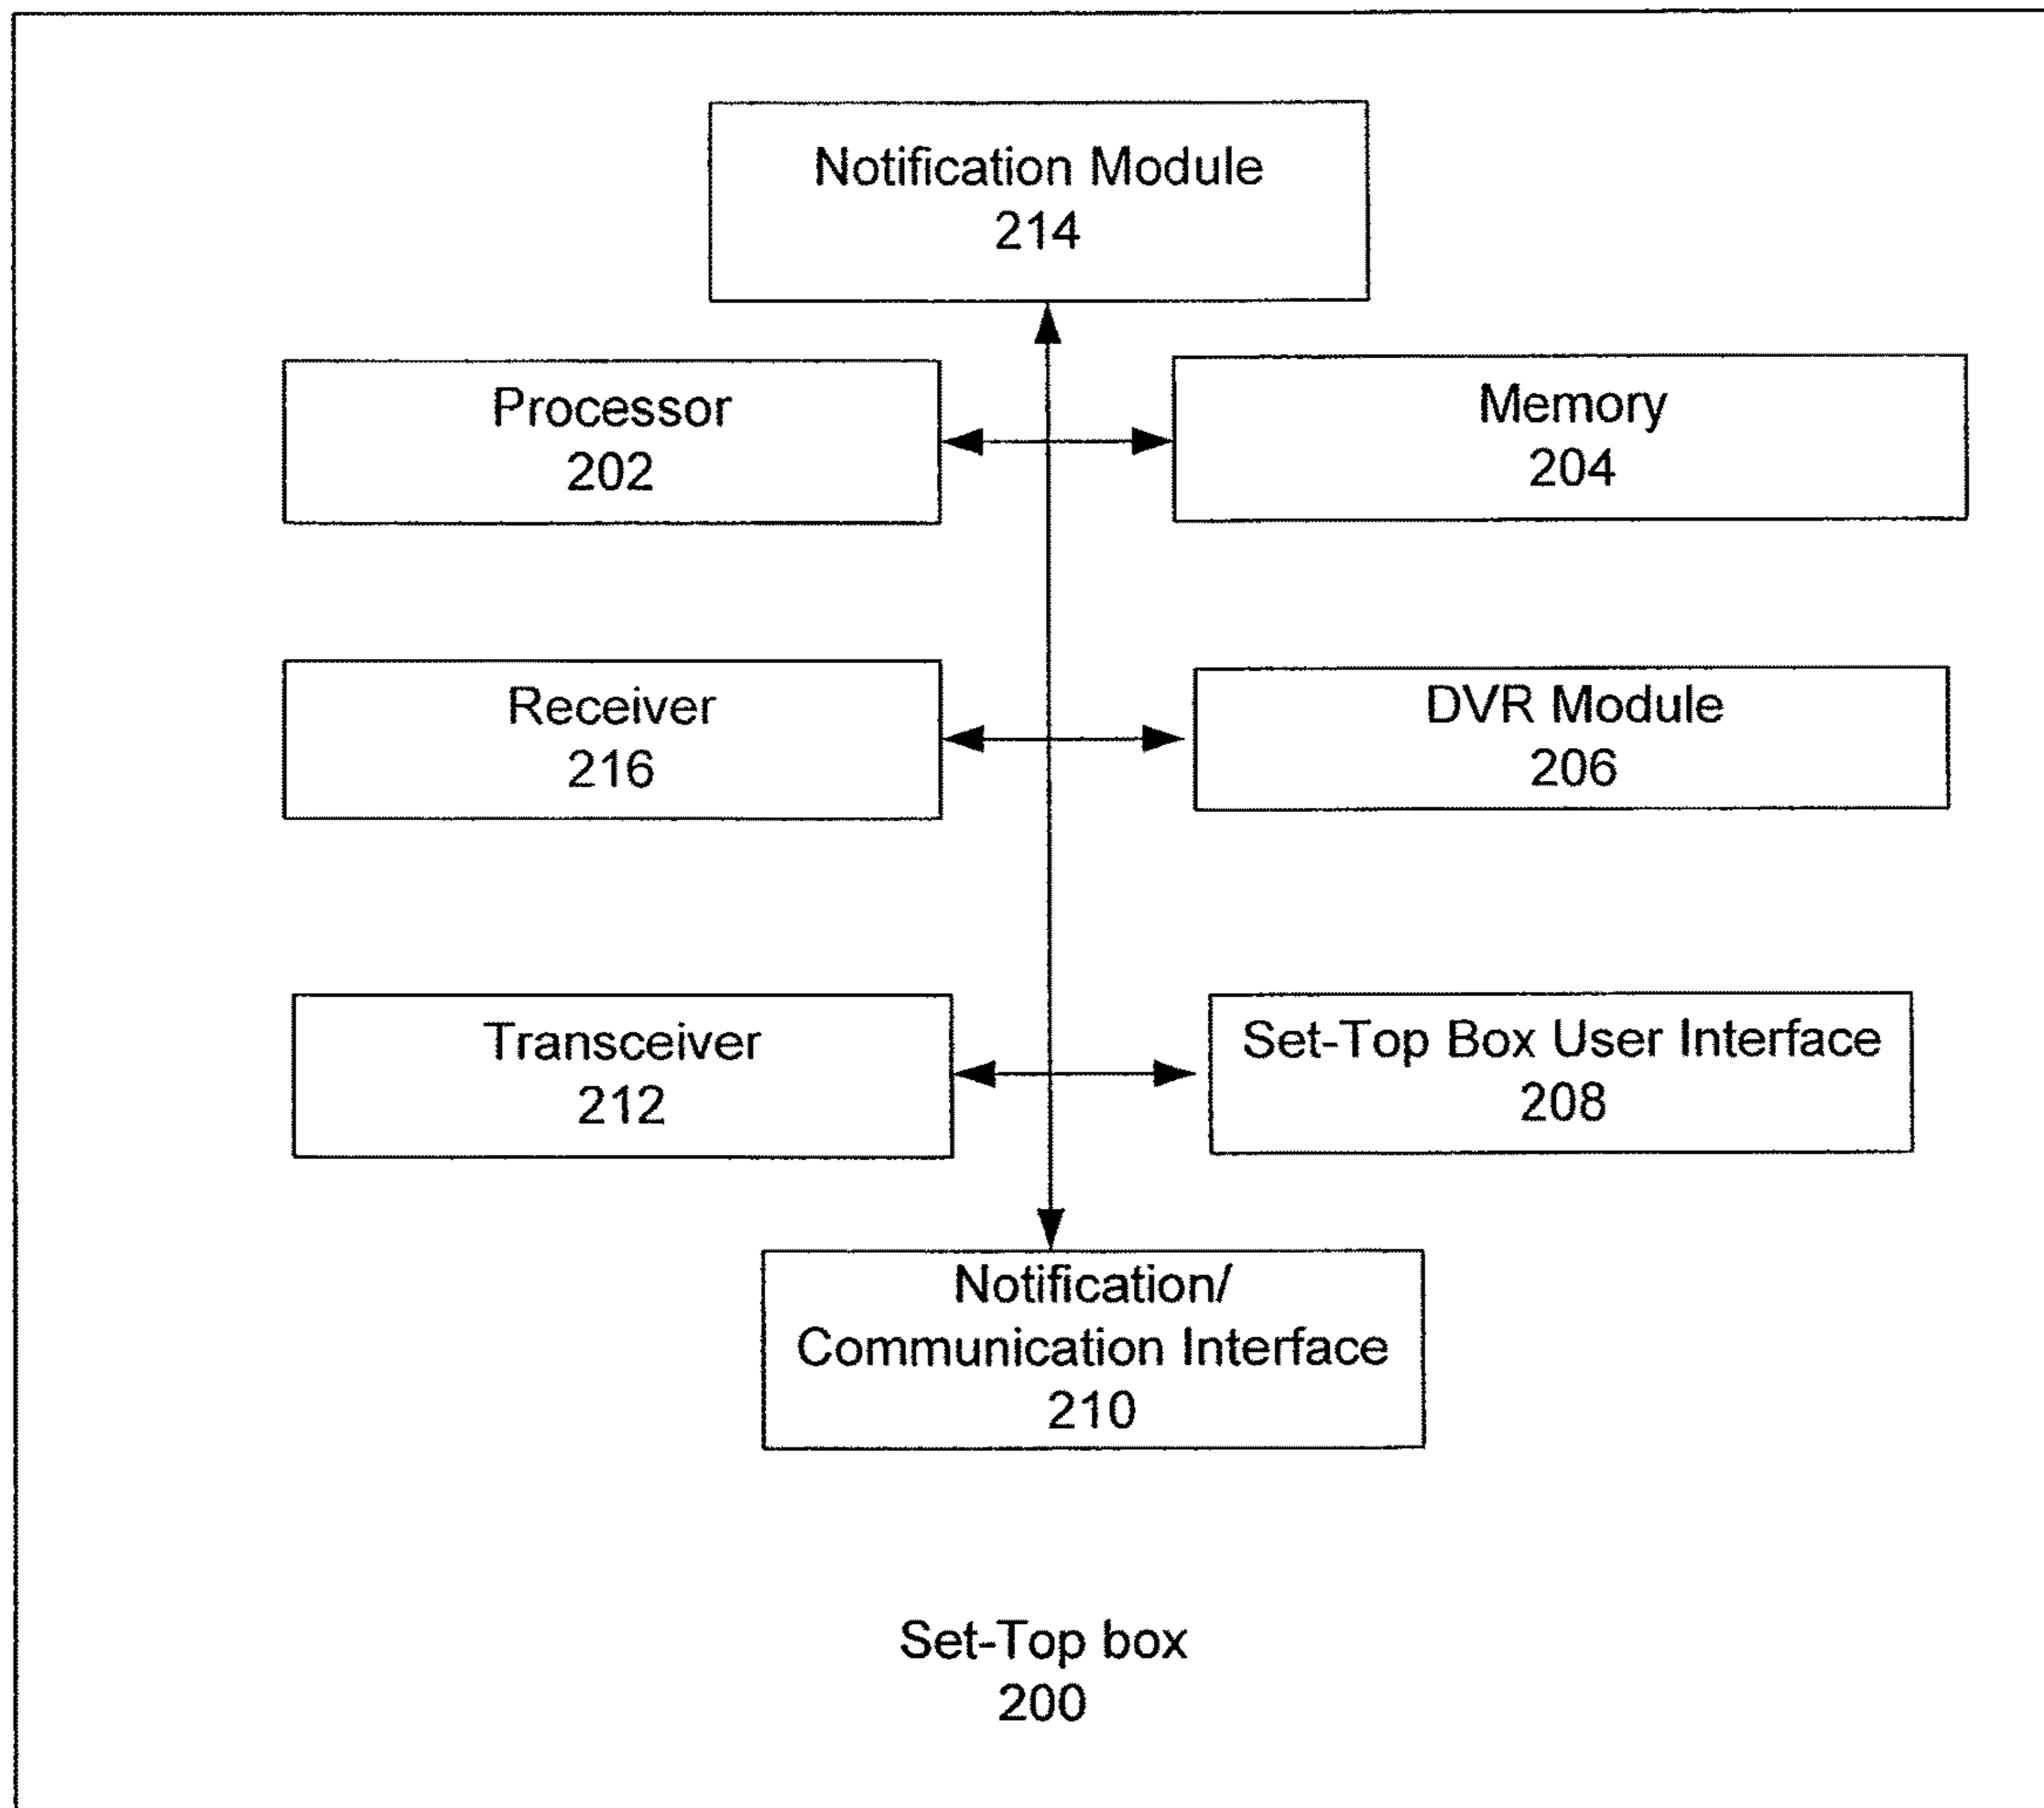 Notification Module
214
Processor
202
Memory
204
Receiver
216
DVR Module
206
Transceiver
212
Set-Top Box User Interface
208
Notification/
Communication Interface
210
Set-Top box
200